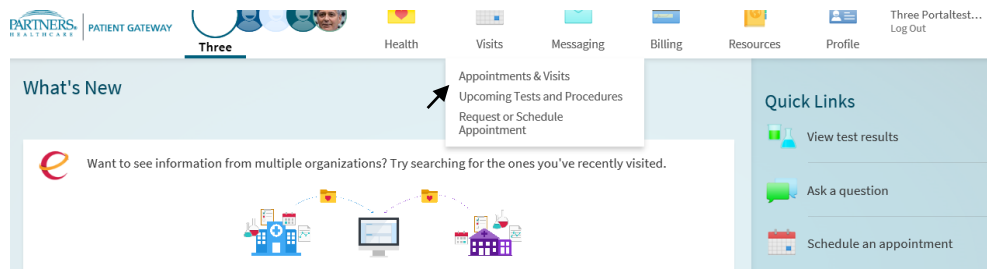 PARTNERS.
HEALTHCARE
PATIENT GATEWAY
Three
Health
Visits
Messaging
Billing
Resources
Profile
Three Portaltest...
Log Out
What's New
Appointments & Visits
Upcoming Tests and Procedures
Request or Schedule
Appointment
Want to see information from multiple organizations? Try searching for the ones you've recently visited.
Quick Links
View test results
Ask a question
Schedule an appointment